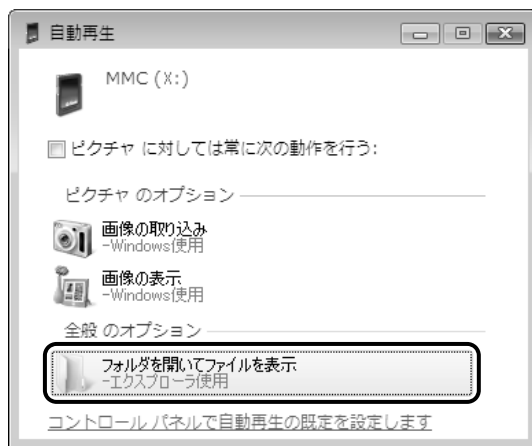 自動再生
MMC (X:)
ピクチャ に対しては常に次の動作を行う:
ピクチャ のオプション
画像の取り込み
-Windows使用
画像の表示
-Windows使用
全般 のオプション
フォルダを開いてファイルを表示
-エクスプローラ使用
コントロール パネルで自動再生の既定を設定します